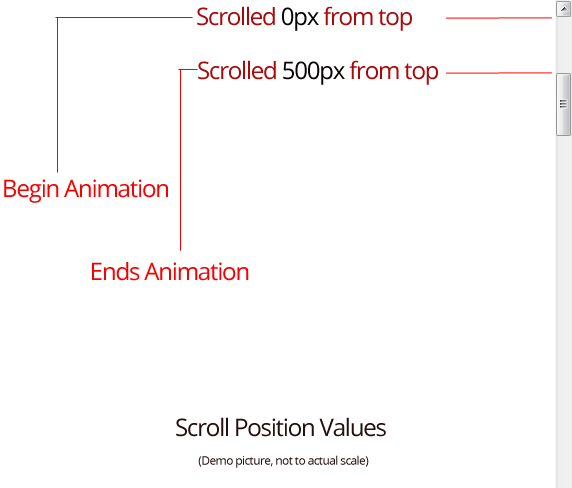 Scrolled 0px from top
Scrolled 500px from top
Begin Animation
Ends Animation
Scroll Position Values
(Demo picture, not to actual scale)